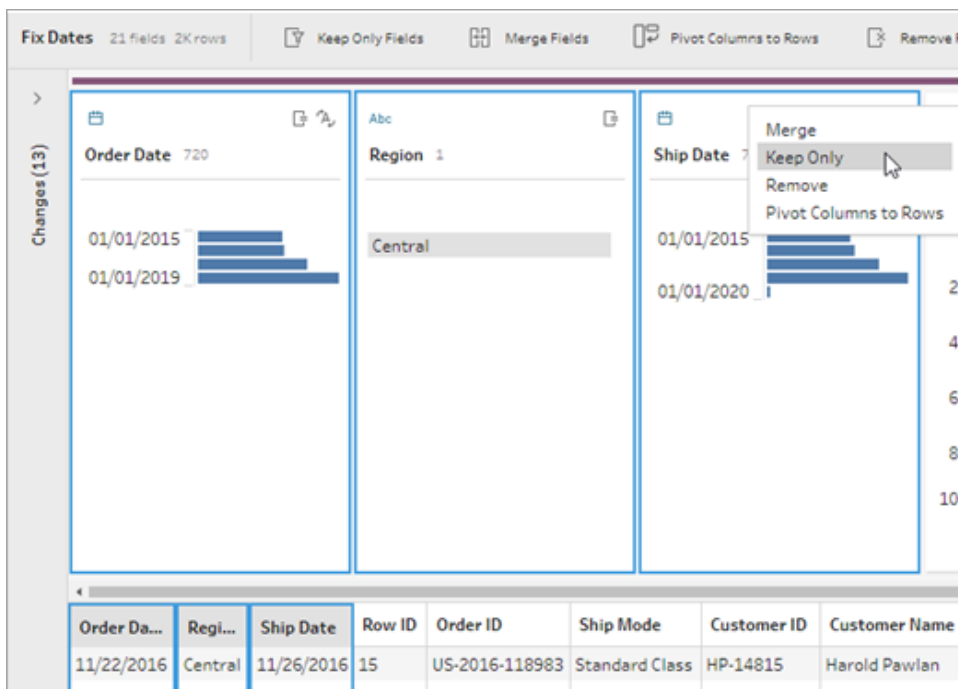 Fix Dates 21 fields 2K rows Keep Only Fields Merge Fields Pivot Columns to Rows Remove
Changes (13)
Order Date 720
01/01/2015
01/01/2019
Abc
Region 1
Central
Ship Date 7
01/01/2015
01/01/2020
Merge
Keep Only
Remove
Pivot Columns to Rows
2
4
6
8
10
Order Da... Regi... Ship Date Row ID Order ID Ship Mode Customer ID Customer Name
11/22/2016 Central 11/26/2016 15 US-2016-118983 Standard Class HP-14815 Harold Pawlan